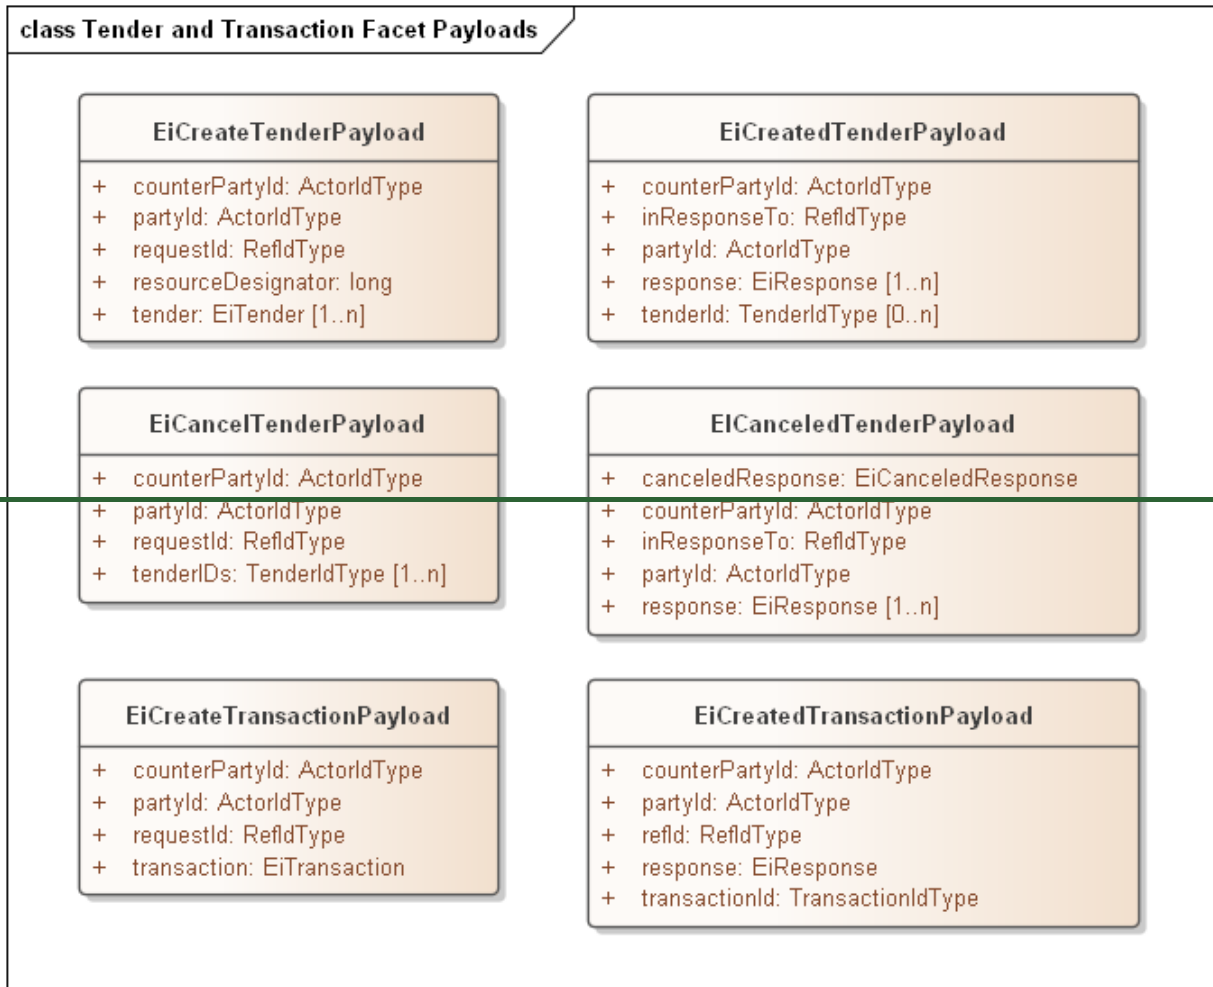 class Tender and Transaction Facet Payloads
EiCreateTenderPayload
+ counterPartyId: ActorIdType
+ partyId: ActorIdType
+ requestId: RefIdType
+ resourceDesignator: long
+ tender: EiTender [1..n]
EiCreatedTenderPayload
+ counterPartyId: ActorIdType
+ inResponseTo: RefIdType
+ partyId: ActorIdType
+ response: EiResponse [1..n]
+ tenderId: TenderIdType [0..n]
EiCancelTenderPayload
+ counterPartyId: ActorIdType
+ partyId: ActorIdType
+ requestId: RefIdType
+ tenderIDs: TenderIdType [1..n]
EICanceledTenderPayload
+ canceledResponse: EiCanceledResponse
+ counterPartyId: ActorIdType
+ inResponseTo: RefIdType
+ partyId: ActorIdType
+ response: EiResponse [1..n]
EiCreateTransactionPayload
+ counterPartyId: ActorIdType
+ partyId: ActorIdType
+ requestId: RefIdType
+ transaction: EiTransaction
EiCreatedTransactionPayload
+ counterPartyId: ActorIdType
+ partyId: ActorIdType
+ refId: RefIdType
+ response: EiResponse
+ transactionId: TransactionIdType